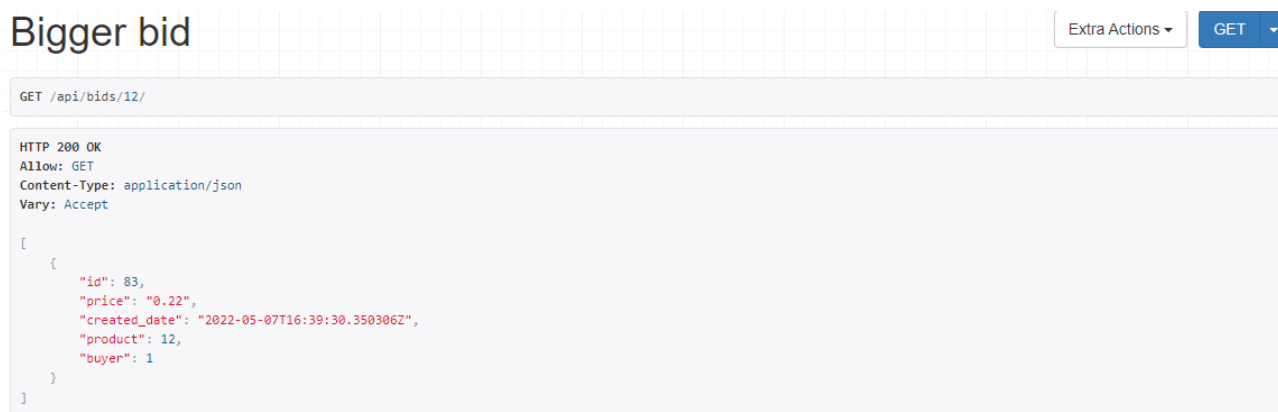 Bigger bid
Extra Actions
GET
GET /api/bids/12/
HTTP 200 OK
Allow: GET
Content-Type: application/json
Vary: Accept
[
    {
        "id": 83,
        "price": "0.22",
        "created_date": "2022-05-07T16:39:30.350306Z",
        "product": 12,
        "buyer": 1
    }
]